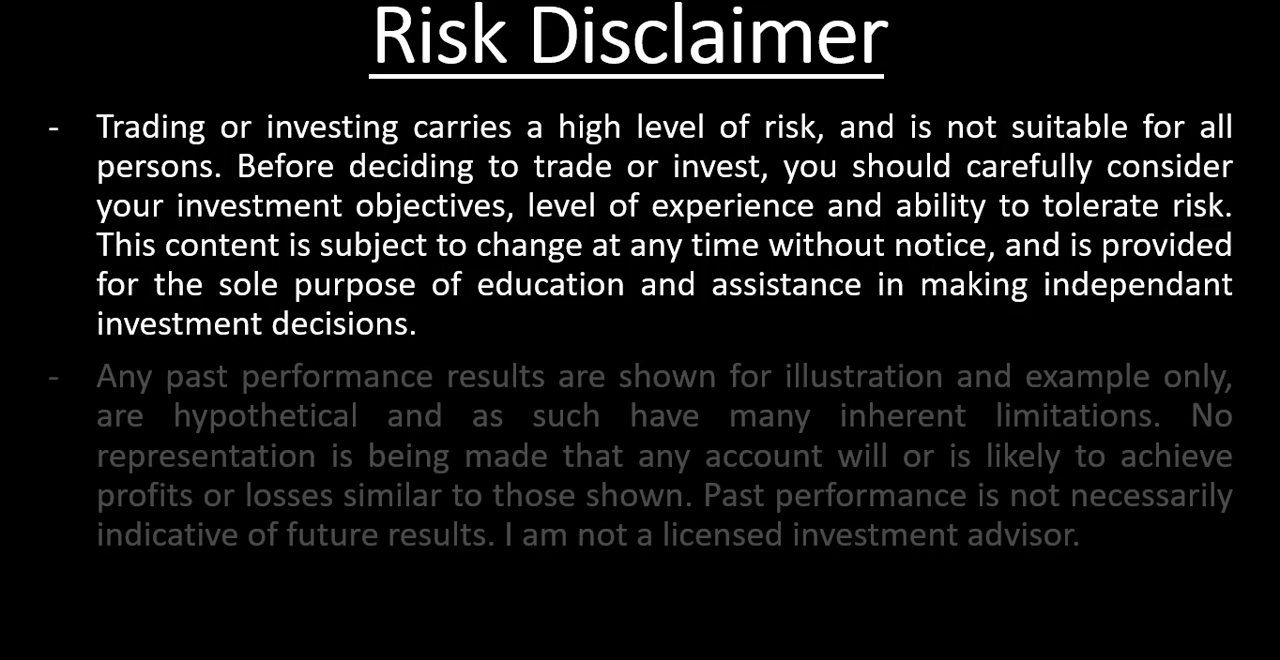 Risk Disclaimer
- Trading or investing carries a high level of risk, and is not suitable for all
persons. Before deciding to trade or invest, you should carefully consider
your investment objectives, level of experience and ability to tolerate risk.
This content is subject to change at any time without notice, and is provided
for the sole purpose of education and assistance in making independant
investment decisions.
- Any past performance results are shown for illustration and example only,
are hypothetical and as such have many inherent limitations. No
representation is being made that any account will or is likely to achieve
profits or losses similar to those shown. Past performance is not necessarily
indicative of future results. I am not a licensed investment advisor.